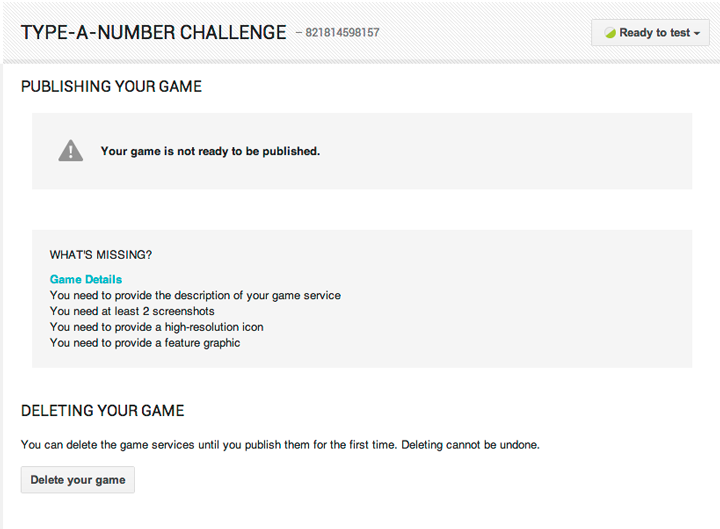 TYPE-A-NUMBER CHALLENGE – 821814598157
Ready to test
PUBLISHING YOUR GAME
Your game is not ready to be published.
WHAT'S MISSING?
Game Details
You need to provide the description of your game service
You need at least 2 screenshots
You need to provide a high-resolution icon
You need to provide a feature graphic
DELETING YOUR GAME
You can delete the game services until you publish them for the first time. Deleting cannot be undone.
Delete your game